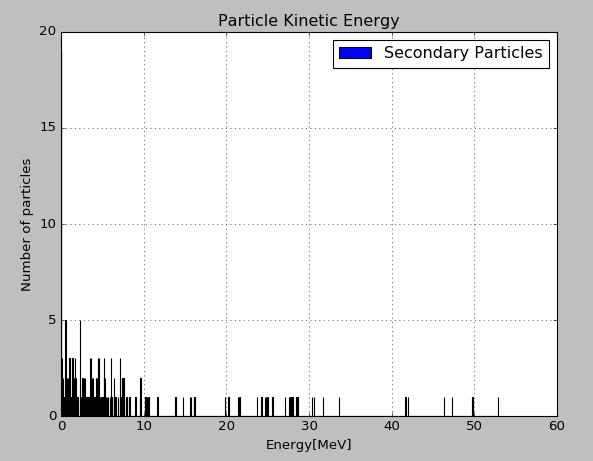 Particle Kinetic Energy
Secondary Particles
Number of particles
20
15
10
5
0
0 10 20 30 40 50 60
Energy[MeV]